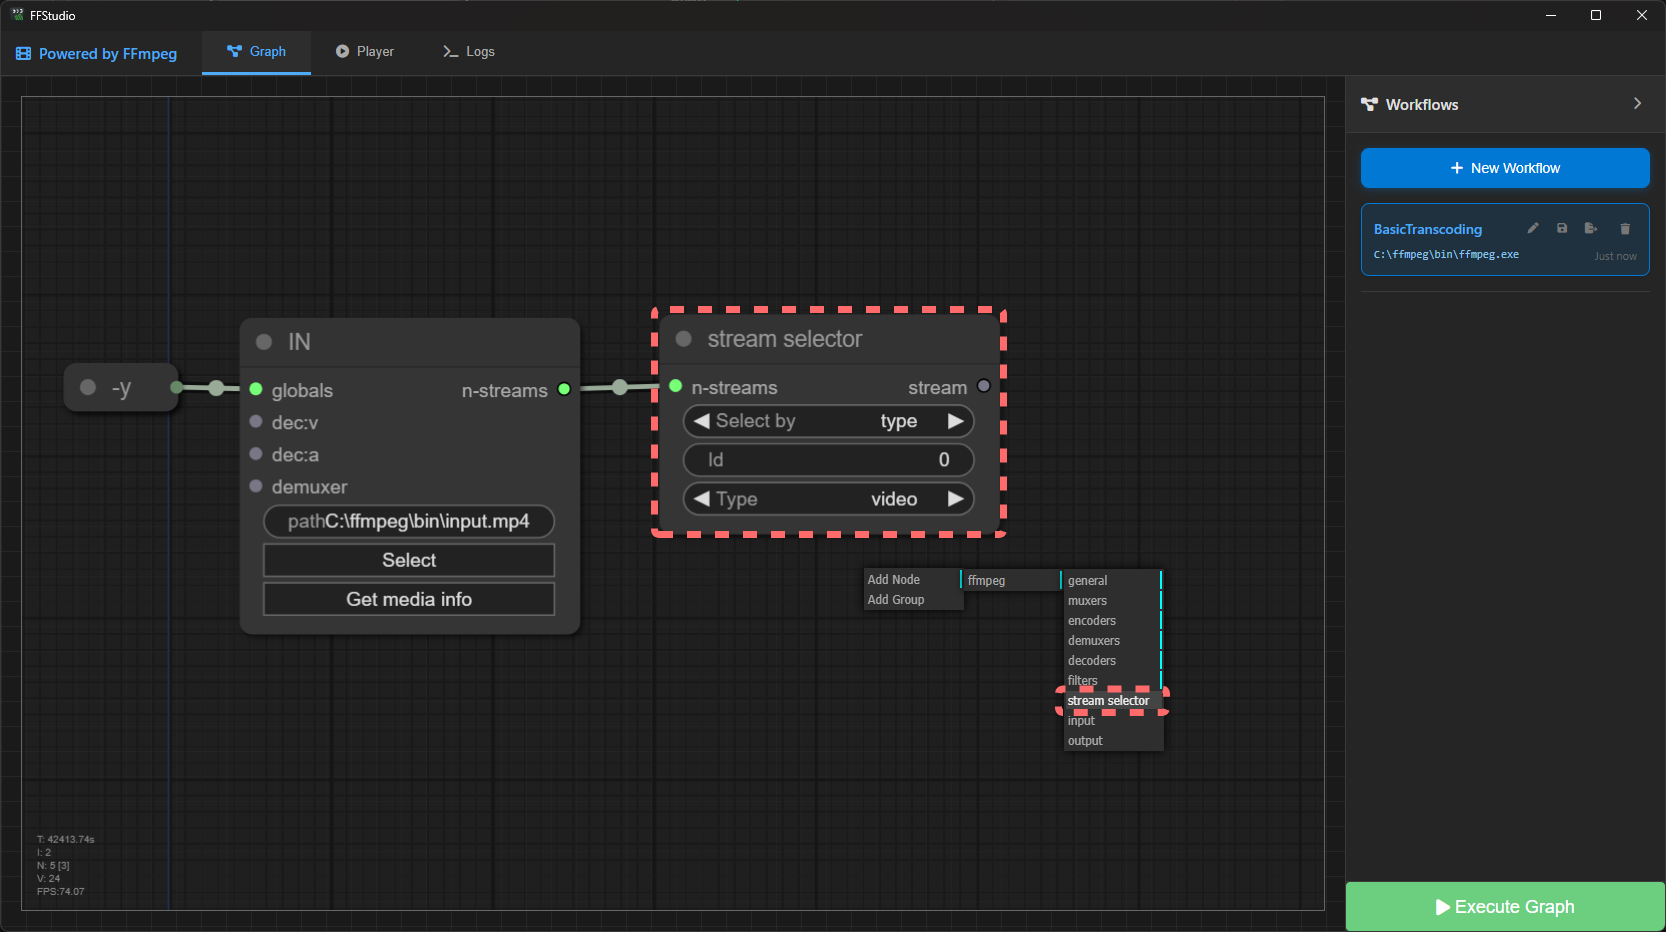 FFStudio
Powered by FFmpeg
Graph
Player
Logs
Workflows
New Workflow
BasicTranscoding
C:\ffmpeg\bin\ffmpeg.exe
Just now
-y
IN
globals
n-streams
dec:v
dec:a
demuxer
pathC:\ffmpeg\bin\input.mp4
Select
Get media info
stream selector
n-streams
stream
Select by
type
Id
0
Type
video
Add Node
Add Group
ffmpeg
general
muxers
encoders
demuxers
decoders
filters
stream selector
input
output
T: 42413.74s
I: 2
N: 5 [3]
V: 24
FPS:74.07
Execute Graph